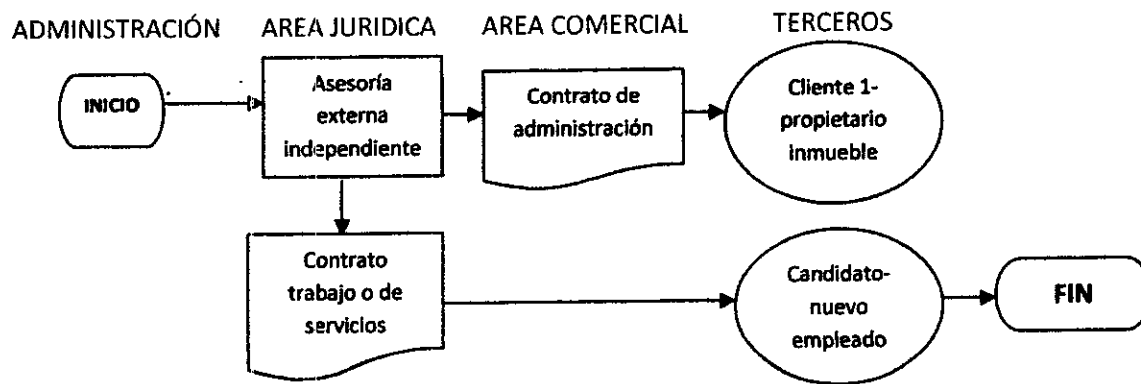 ADMINISTRACIÓN AREA JURIDICA AREA COMERCIAL TERCEROS
INICIO
Asesoría
externa
independiente
Contrato de
administración
Cliente 1-
propietario
inmueble
Contrato
trabajo o de
servicios
Candidato-
nuevo
empleado
FIN